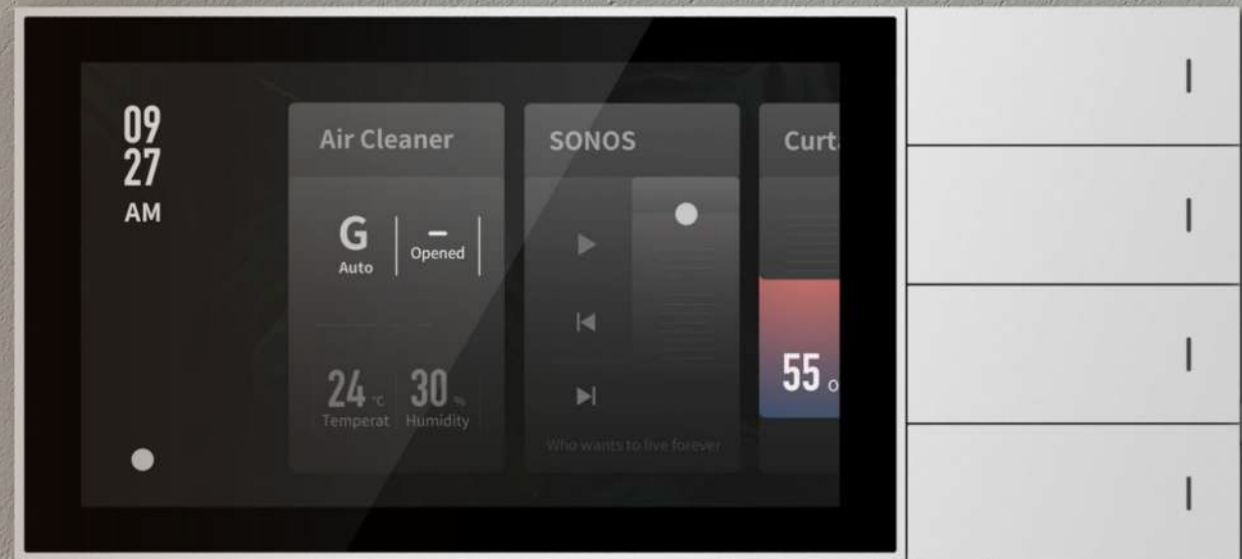 09
27
AM
Air Cleaner
G
Auto
–
Opened
24 °C
Temperat
30 %
Humidity
SONOS
Who wants to live forever
Curt
55